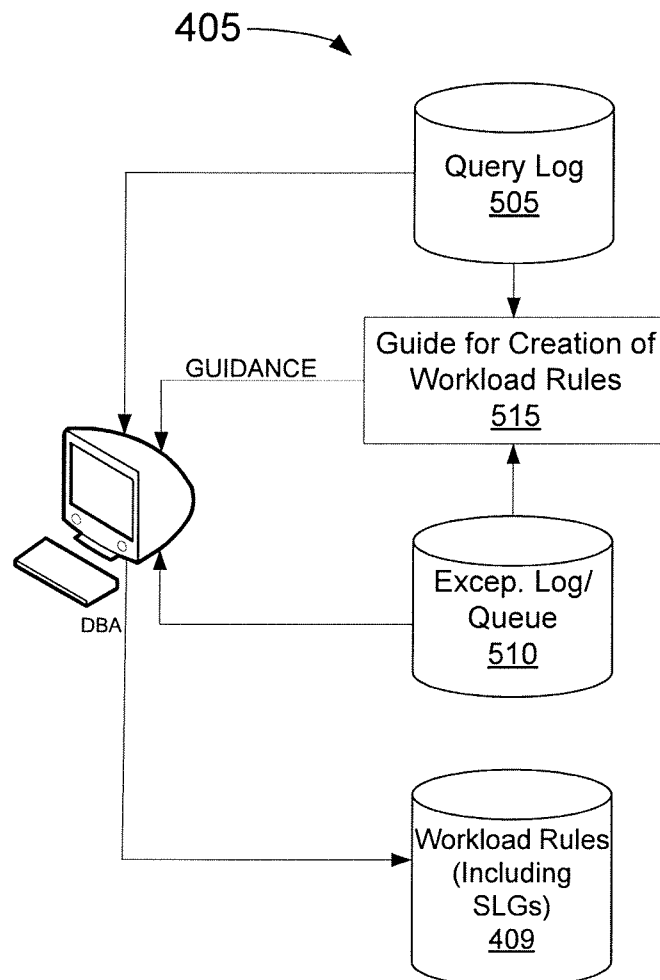 405
Query Log
505
Guide for Creation of
Workload Rules
515
GUIDANCE
Excep. Log/
Queue
510
DBA
Workload Rules
(Including
SLGs)
409